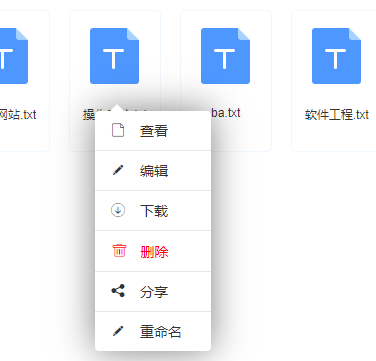 网站.txt
ba.txt
软件工程.txt
查看
编辑
下载
删除
分享
重命名